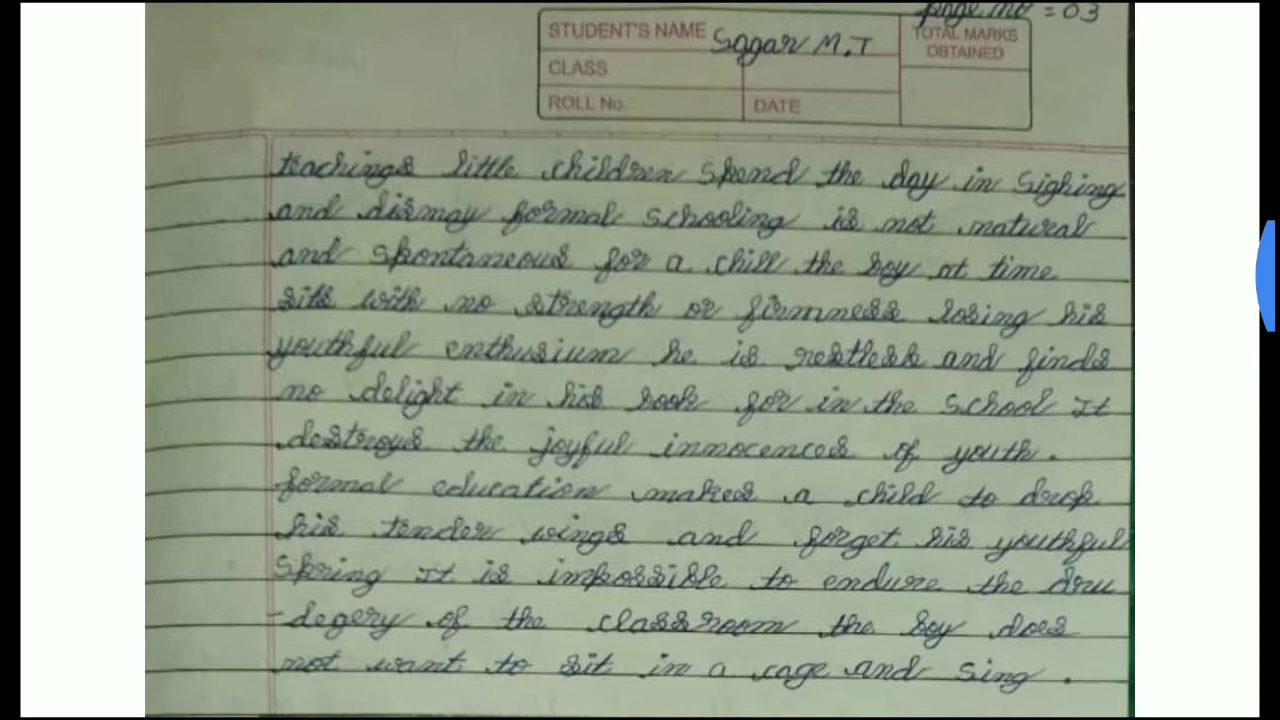 page no = 03
STUDENT'S NAME Sagar M.T
TOTAL MARKS OBTAINED
CLASS
ROLL No.
DATE
teachings little children spend the day in sighing
and dismay formal schooling is not natural
and spontaneous for a chill the boy at time
sits with no strength or firmness losing his
youthful enthusium he is restless and finds
no delight in his book for in the school It
destroys the joyful innocences of youth.
formal education makes a child to drop
his tender wings and forget his youthful
spring It is impossible to endure the dru
-degery of the classroom the boy does
not want to sit in a cage and sing.